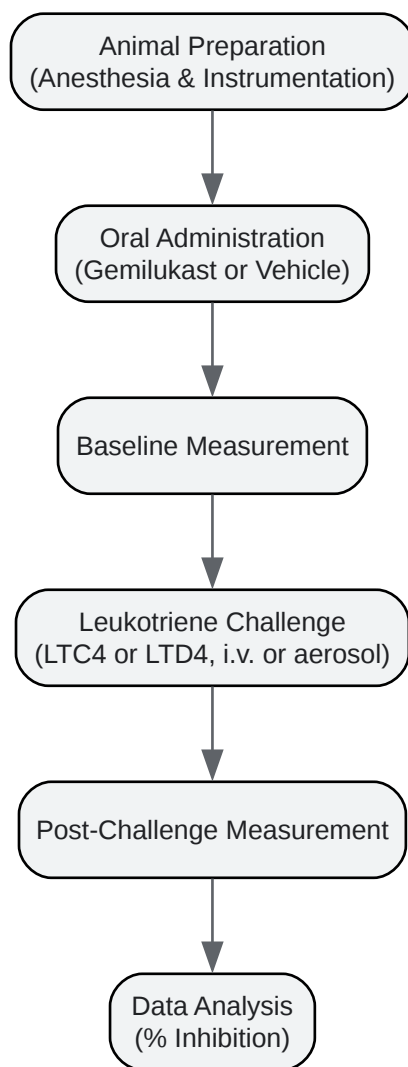 Animal Preparation
(Anesthesia & Instrumentation)
Oral Administration
(Gemilukast or Vehicle)
Baseline Measurement
Leukotriene Challenge
(LTC4 or LTD4, i.v. or aerosol)
Post-Challenge Measurement
Data Analysis
(% Inhibition)